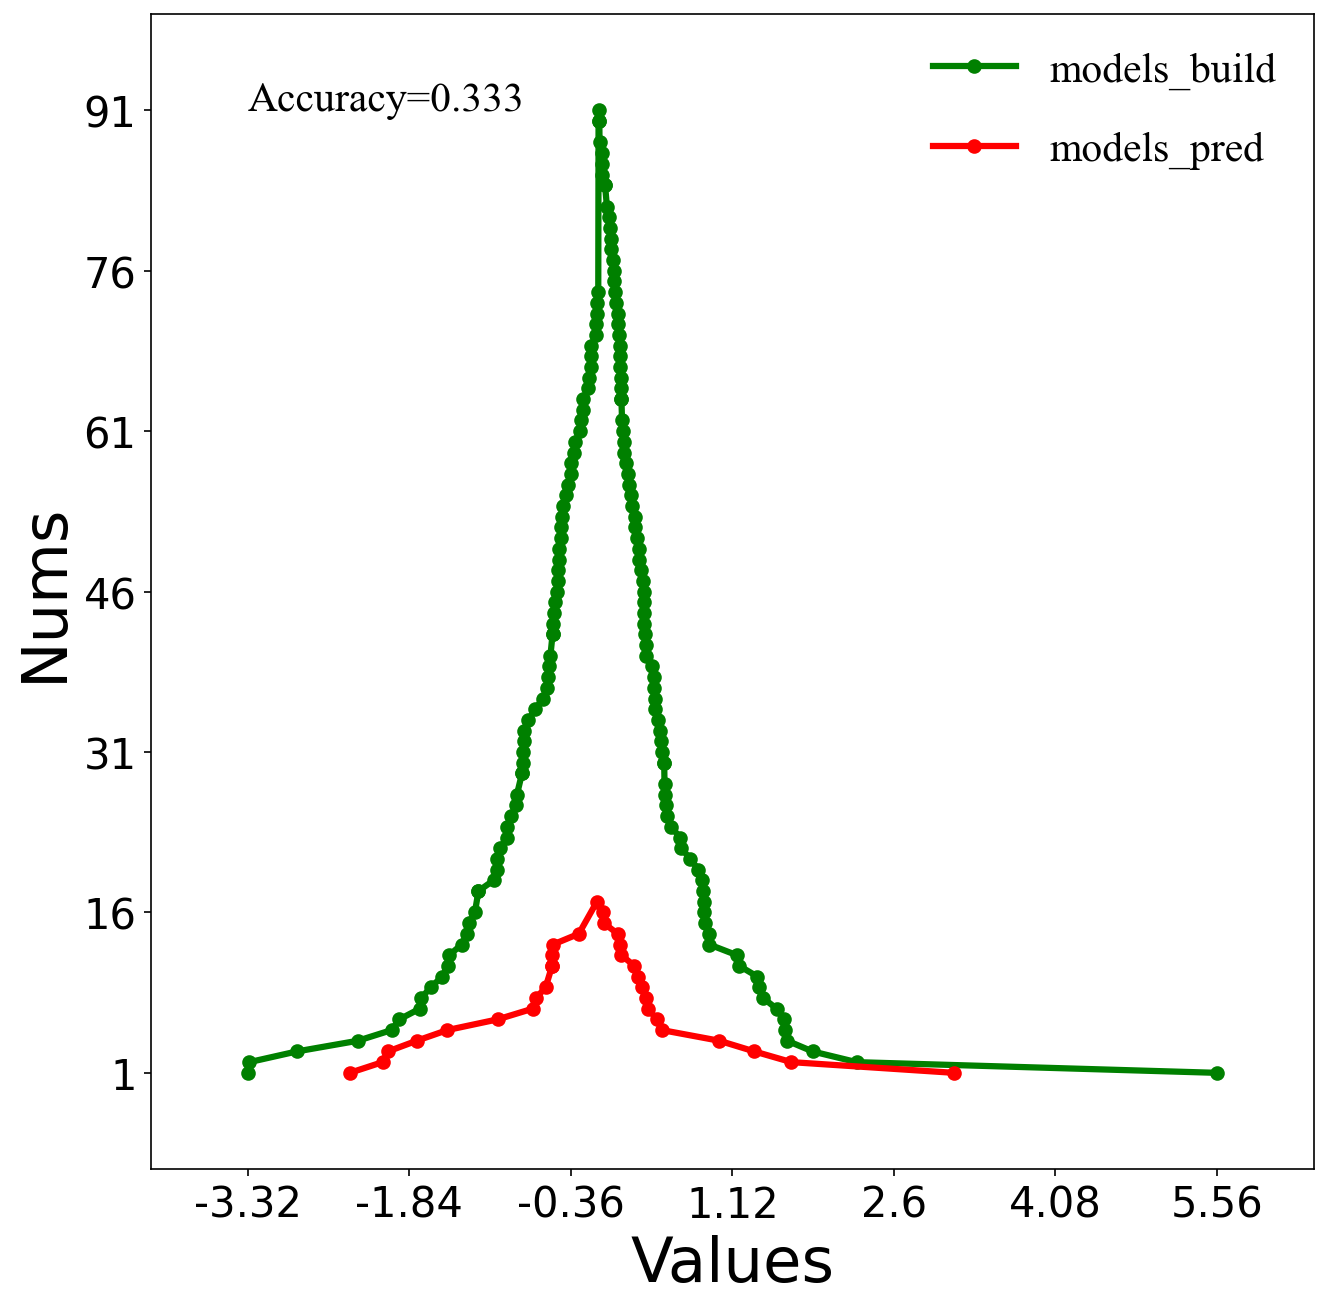 Accuracy=0.333
models_build
models_pred
91
76
61
46
31
16
1
Nums
-3.32 -1.84 -0.36 1.12 2.6 4.08 5.56
Values